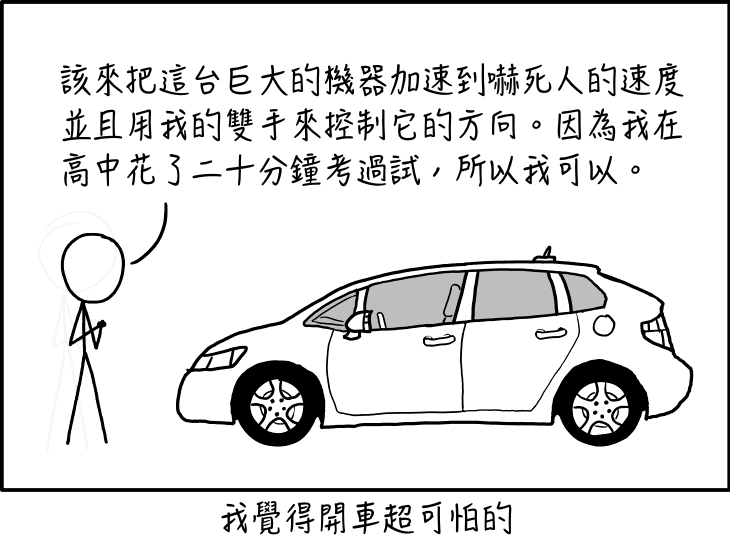 該來把這台巨大的機器加速到嚇死人的速度
並且用我的雙手來控制它的方向。因為我在
高中花了二十分鐘考過試，所以我可以。
我覺得開車超可怕的